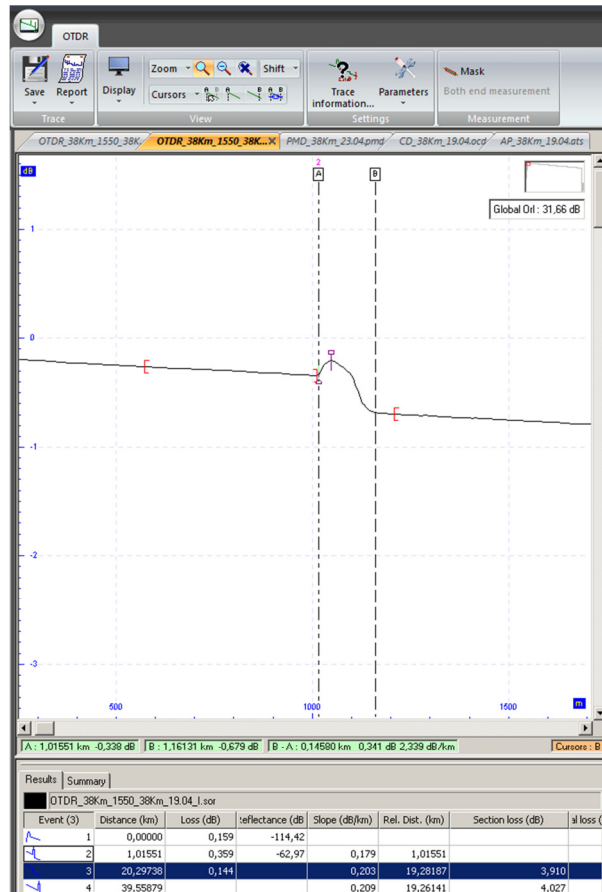 OTDR
Zoom Shift
Save Report Display Cursors Trace information... Parameters Mask Both end measurement
Trace View Settings Measurement
OTDR_38Km_1550_38K. OTDR_38Km_1550_38K... PMD_38Km_23.04.pmd CD_38Km_19.04.ocd AP_38Km_19.04.ats
dB
2
A B
Global Orl : 31,66 dB
1
0
-1
-2
-3
500 1000 1500 m
A : 1,01551 km -0,338 dB B : 1,16131 km -0,679 dB B - A : 0,14580 km 0,341 dB 2,339 dB/km Cursors : B
Results Summary
OTDR_38Km_1550_38Km_19.04_l.sor
Event (3) Distance (km) Loss (dB) :eflectance (dB Slope (dB/km) Rel. Dist. (km) Section loss (dB) al loss (
1 0,00000 0,159 -114,42
2 1,01551 0,359 -62,97 0,179 1,01551
3 20,29738 0,144 0,203 19,28187 3,910
4 39,55879 0.209 19.26141 4.027